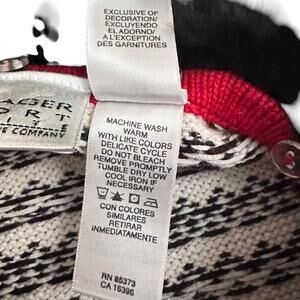 EXCLUSIVE OF
DECORATION/
EXCLUYENDO
EL ADORNO/
A L'EXCEPTION
DES GARNITURES
AGER
ORT
E COMPANY
MACHINE WASH
WARM
WITH LIKE COLORS
DELICATE CYCLE
DO NOT BLEACH
REMOVE PROMPTLY
TUMBLE DRY LOW
COOL IRON IF
NECESSARY
CON COLORES
SIMILARES
RETIRAR
INMEDIATAMENTE
RN 85373
CA 16396